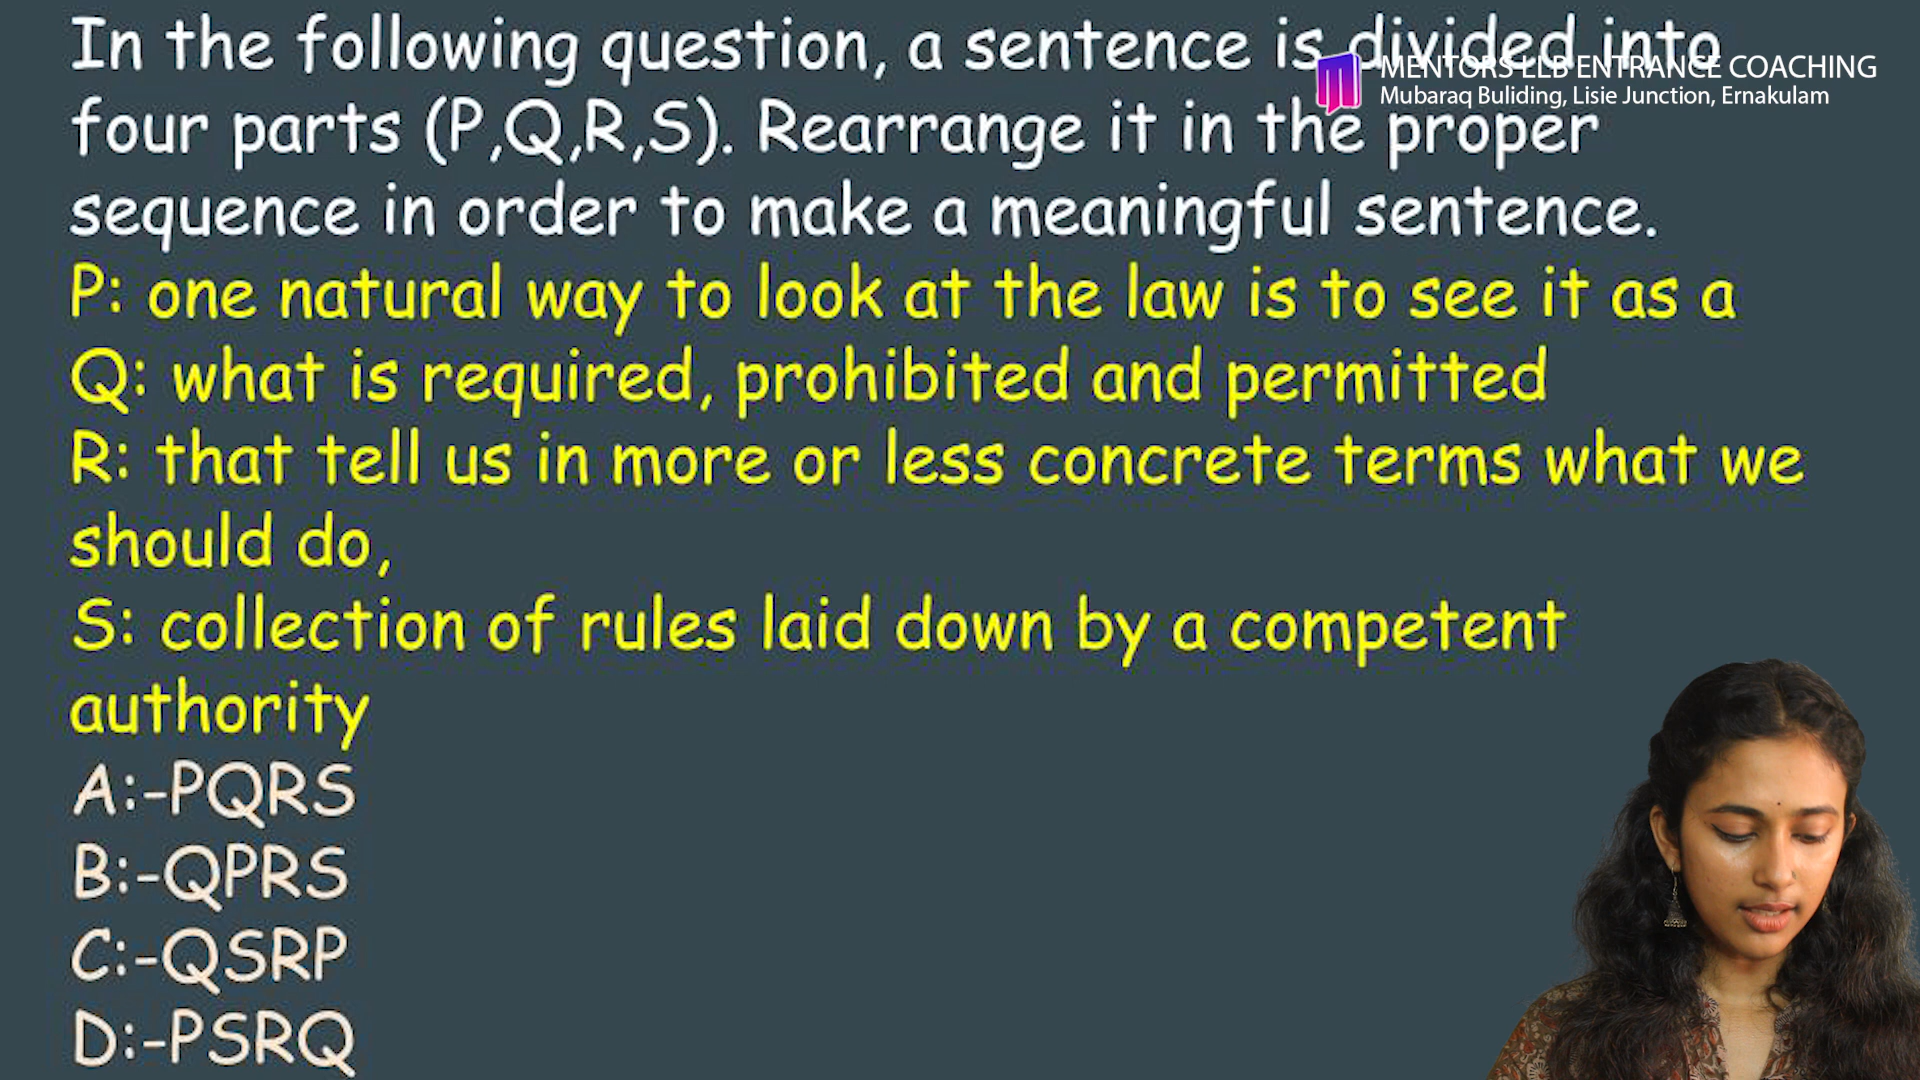 In the following question, a sentence is divided into
MENTORS LLB ENTRANCE COACHING
Mubaraq Buliding, Lisie Junction, Ernakulam
four parts (P,Q,R,S). Rearrange it in the proper
sequence in order to make a meaningful sentence.
P: one natural way to look at the law is to see it as a
Q: what is required, prohibited and permitted
R: that tell us in more or less concrete terms what we
should do,
S: collection of rules laid down by a competent
authority
A:-PQRS
B:-QPRS
C:-QSRP
D:-PSRQ